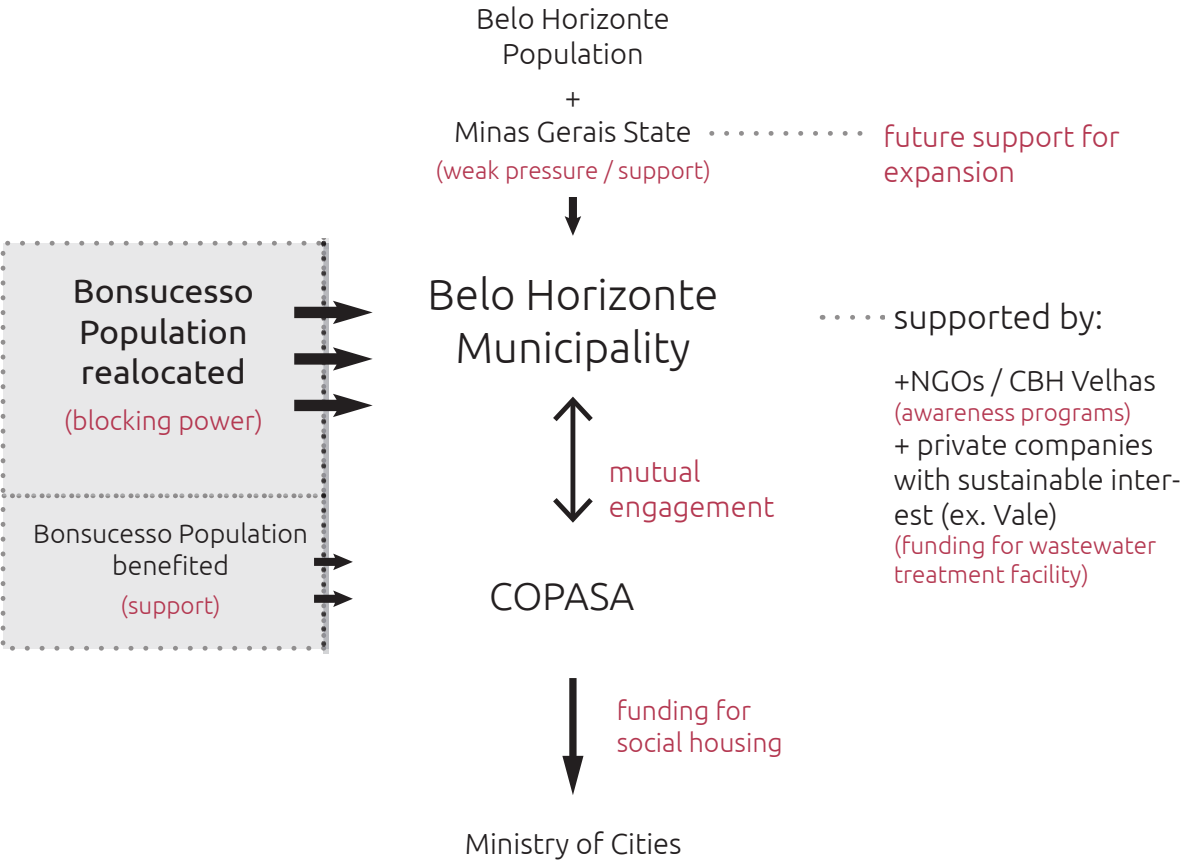 Belo Horizonte
Population
+
Minas Gerais State
(weak pressure / support)
future support for
expansion
Bonsucesso
Population
realocated
(blocking power)
Belo Horizonte
Municipality
supported by:
+NGOs / CBH Velhas
(awareness programs)
+ private companies
with sustainable inter-
est (ex. Vale)
(funding for wastewater
treatment facility)
mutual
engagement
Bonsucesso Population
benefited
(support)
COPASA
funding for
social housing
Ministry of Cities